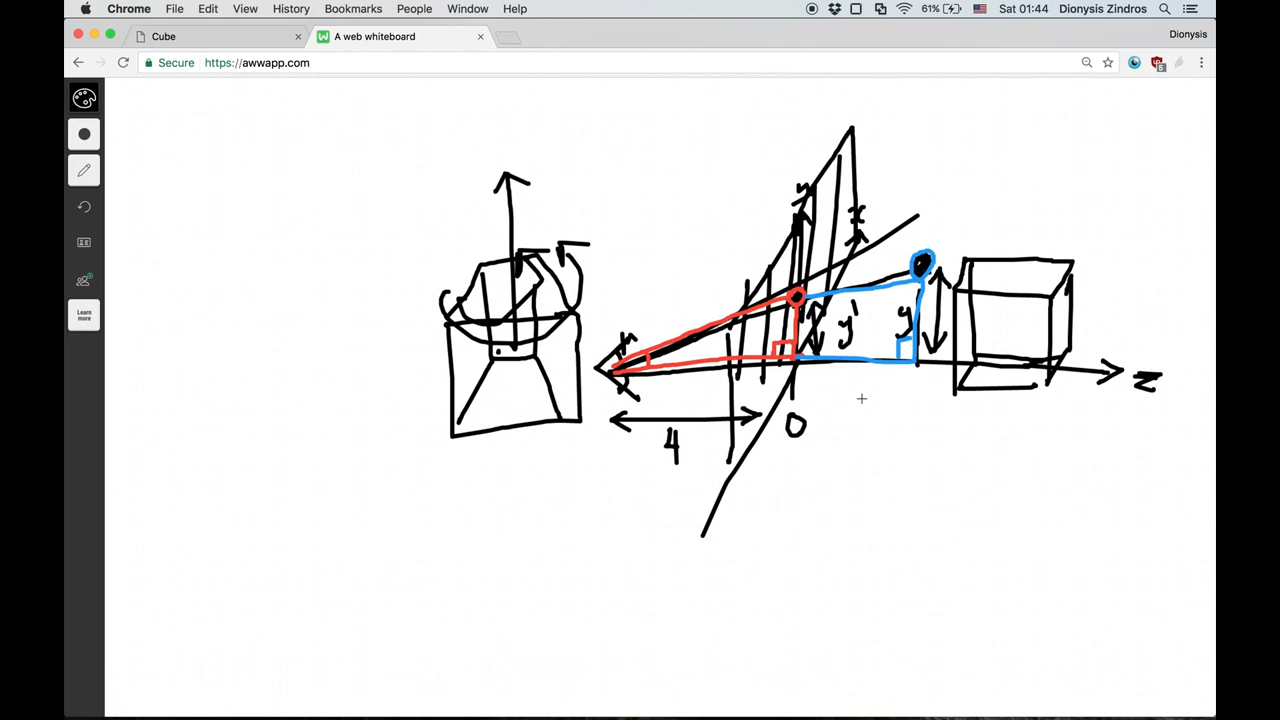 Chrome File Edit View History Bookmarks People Window Help 61% Sat 01:44 Dionysis Zindros
Cube A web whiteboard Dionysis
Secure https://awwapp.com
Learn more
y
x
y' y
z
4 0